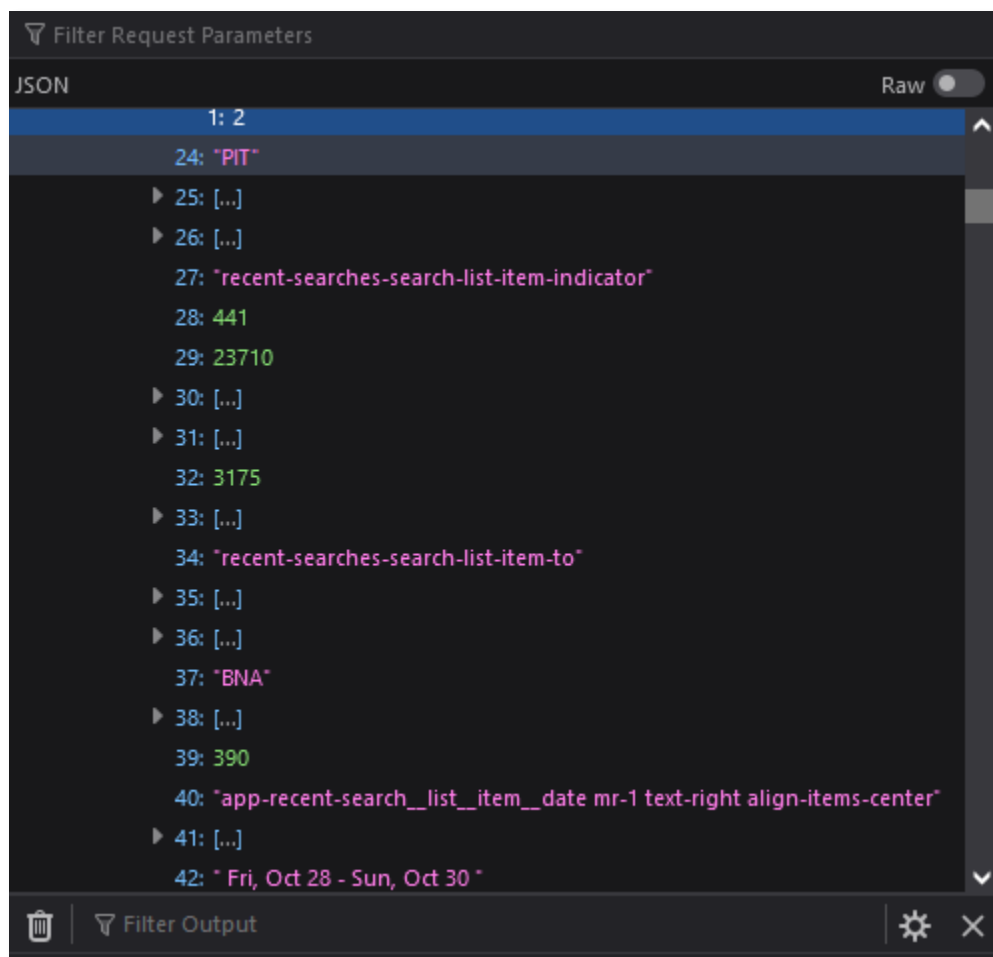 Filter Request Parameters
JSON Raw
1: 2
24: "PIT"
25: […]
26: […]
27: "recent-searches-search-list-item-indicator"
28: 441
29: 23710
30: […]
31: […]
32: 3175
33: […]
34: "recent-searches-search-list-item-to"
35: […]
36: […]
37: "BNA"
38: […]
39: 390
40: "app-recent-search__list__item__date mr-1 text-right align-items-center"
41: […]
42: " Fri, Oct 28 - Sun, Oct 30 "
Filter Output